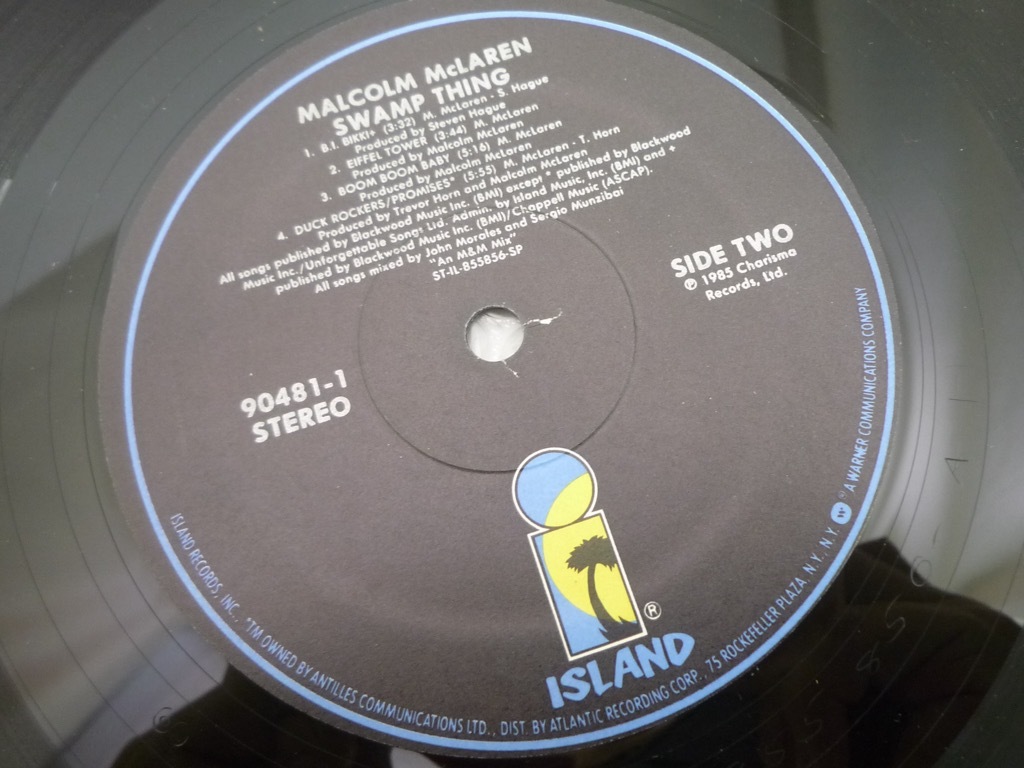 MALCOLM McLAREN
SWAMP THING
1. B.I. BIKKI+ (3:32) M. McLaren - S. Hague
Produced by Steven Hague
2. EIFFEL TOWER (3:44) M. McLaren
Produced by Malcolm McLaren
3. BOOM BOOM BABY (5:16) M. McLaren
Produced by Malcolm McLaren
4. DUCK ROCKERS/PROMISES* (5:55) M. McLaren - T. Horn
Produced by Trevor Horn and Malcolm McLaren
All songs published by Blackwood Music Inc. (BMI) except * published by Blackwood
Music Inc./Unforgettable Songs Ltd. Admin. by Island Music, Inc. (BMI) and +
published by Blackwood Music Inc. (BMI)/Chappell Music (ASCAP).
All songs mixed by John Morales and Sergio Munzibai
"An M&M Mix"
ST-IL-B55856-SP
SIDE TWO
℗ 1985 Charisma
Records, Ltd.
90481-1
STEREO
®
ISLAND
ISLAND RECORDS, INC. *TM OWNED BY ANTILLES COMMUNICATIONS LTD., DIST. BY ATLANTIC RECORDING CORP., 75 ROCKEFELLER PLAZA, N.Y., N.Y. W ® A WARNER COMMUNICATIONS COMPANY